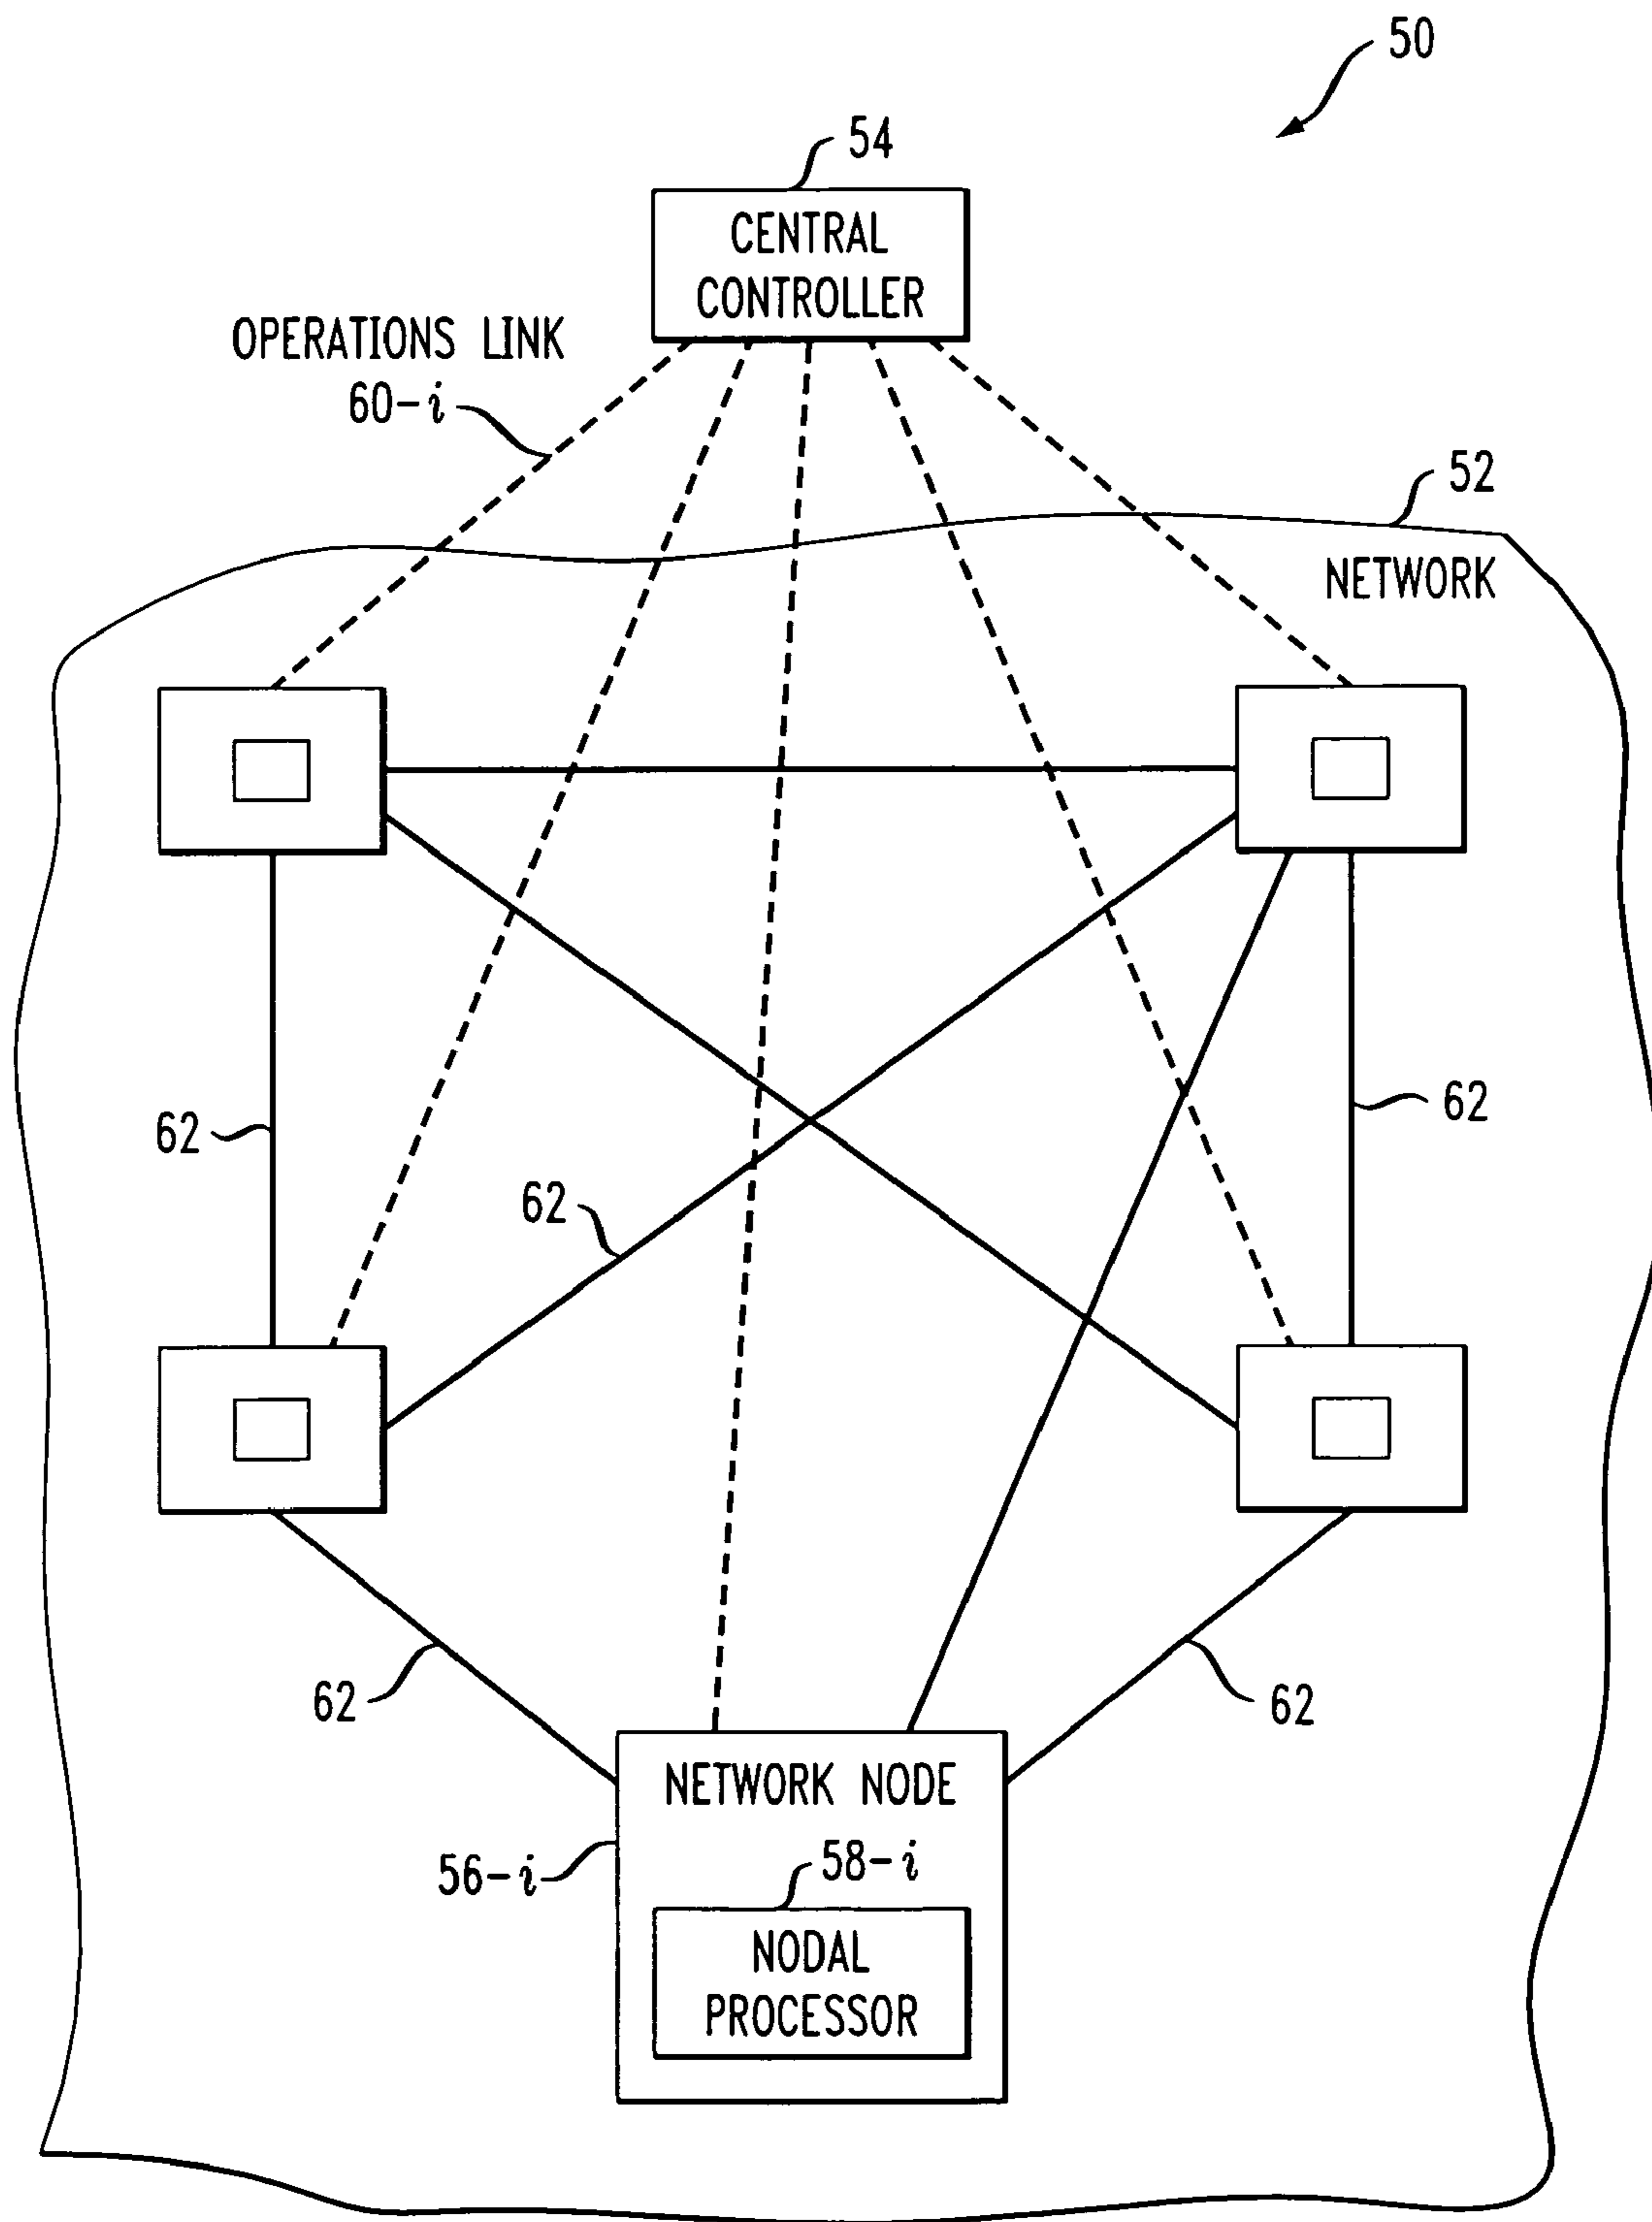 50
54
CENTRAL
CONTROLLER
OPERATIONS LINK
60-i
52
NETWORK
62
62
62
62
62
NETWORK NODE
56-i
58-i
NODAL
PROCESSOR